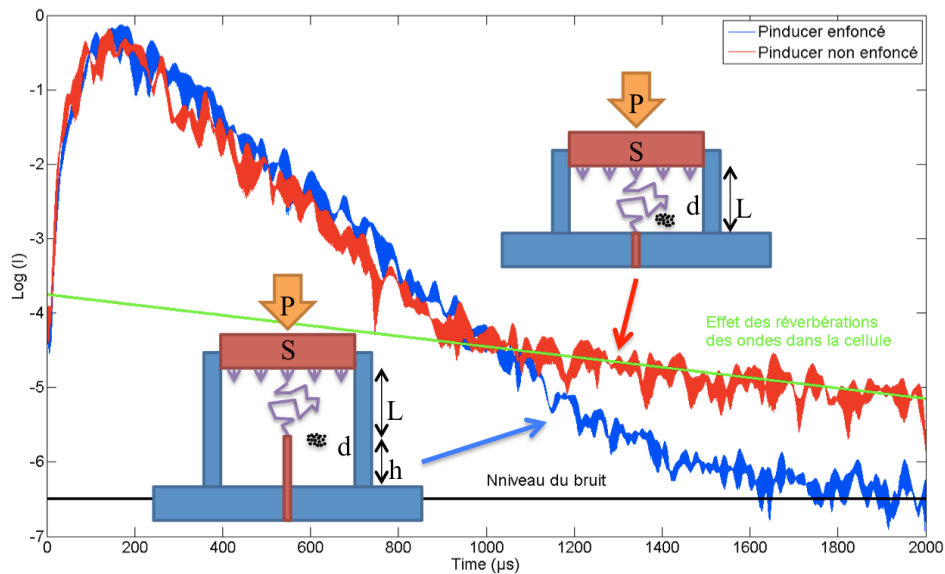 Pinducer enfoncé
Pinducer non enfoncé
0
-1
-2
-3
-4
-5
-6
-7
Log (I)
P
S
d
L
P
S
L
d
h
Effet des réverbérations
des ondes dans la cellule
Nniveau du bruit
0
200
400
600
800
1000
1200
1400
1600
1800
2000
Time (µs)